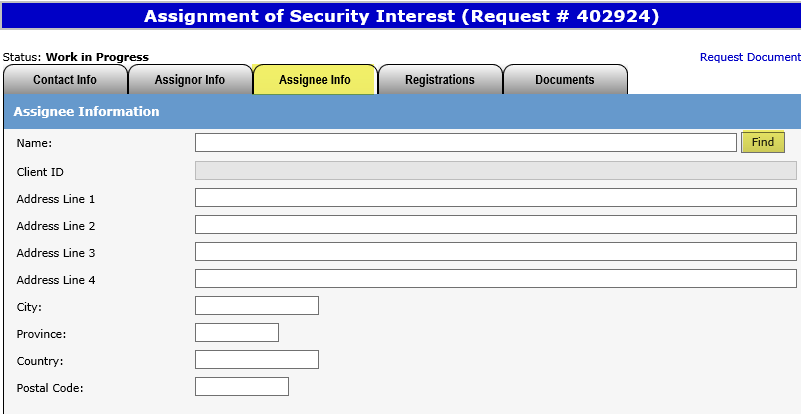 Assignment of Security Interest (Request # 402924)
Status: Work in Progress Request Document
Contact Info Assignor Info Assignee Info Registrations Documents
Assignee Information
Name: Find
Client ID
Address Line 1
Address Line 2
Address Line 3
Address Line 4
City:
Province:
Country:
Postal Code: